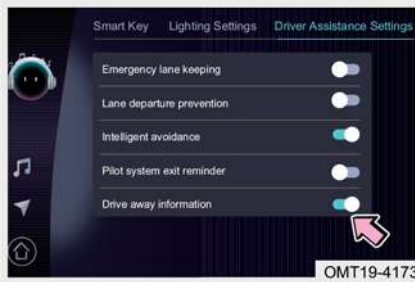 Smart Key Lighting Settings Driver Assistance Settings
Emergency lane keeping
Lane departure prevention
Intelligent avoidance
Pilot system exit reminder
Drive away information
OMT19-4173